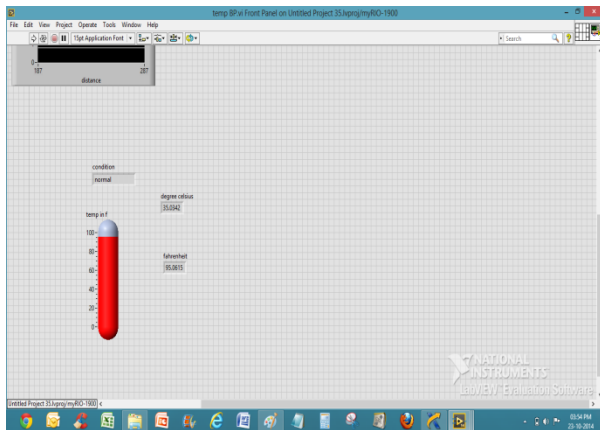 temp BP.vi Front Panel on Untitled Project 35.lvproj/myRIO-1900
File Edit View Project Operate Tools Window Help
15pt Application Font
Search
0-
187 287
distance
condition
normal
degree celsius
35.0342
temp in f
100-
80-
fahrenheit
95.0615
60-
40-
20-
0-
NATIONAL
INSTRUMENTS
LabVIEW Evaluation Software
Untitled Project 35.lvproj/myRIO-1900
03:54 PM
23-10-2014